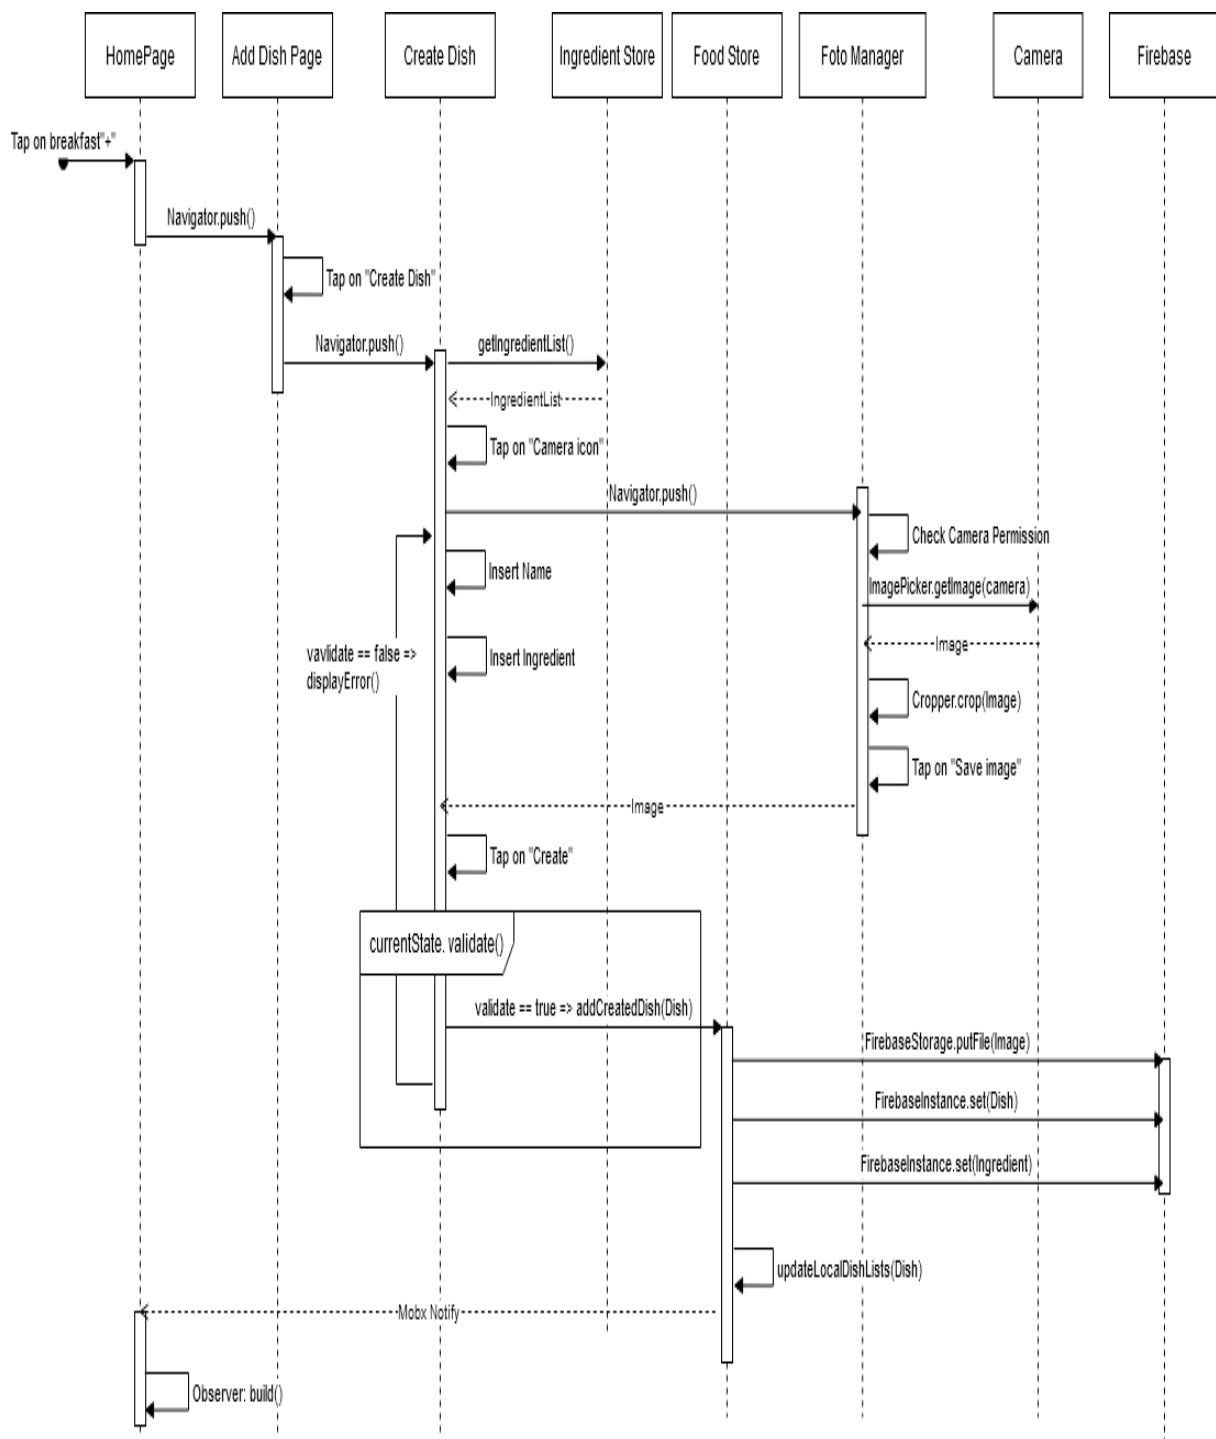 HomePage
Add Dish Page
Create Dish
Ingredient Store
Food Store
Foto Manager
Camera
Firebase
Tap on breakfast"+"
Navigator.push()
Tap on "Create Dish"
Navigator.push()
getIngredientList()
IngredientList
Tap on "Camera icon"
Navigator.push()
Check Camera Permission
Insert Name
ImagePicker.getImage(camera)
Image
vavlidate == false =>
displayError()
Insert Ingredient
Cropper.crop(Image)
Tap on "Save image"
Image
Tap on "Create"
currentState. validate()
validate == true => addCreatedDish(Dish)
FirebaseStorage.putFile(Image)
FirebaseInstance.set(Dish)
FirebaseInstance.set(Ingredient)
updateLocalDishLists(Dish)
Mobx Notify
Observer: build()